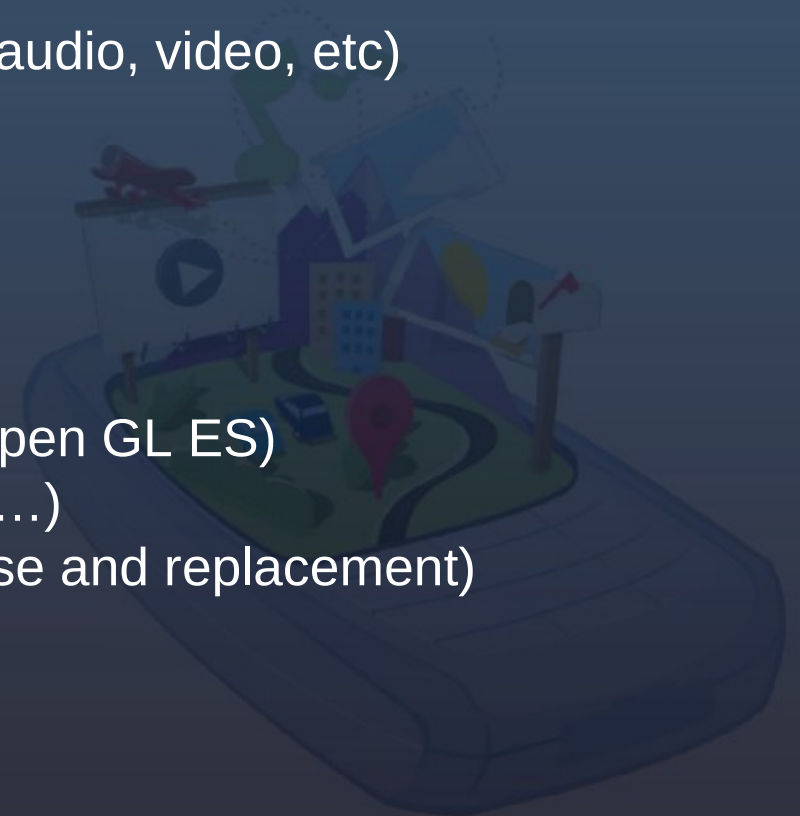 audio, video, etc)
pen GL ES)
…)
se and replacement)